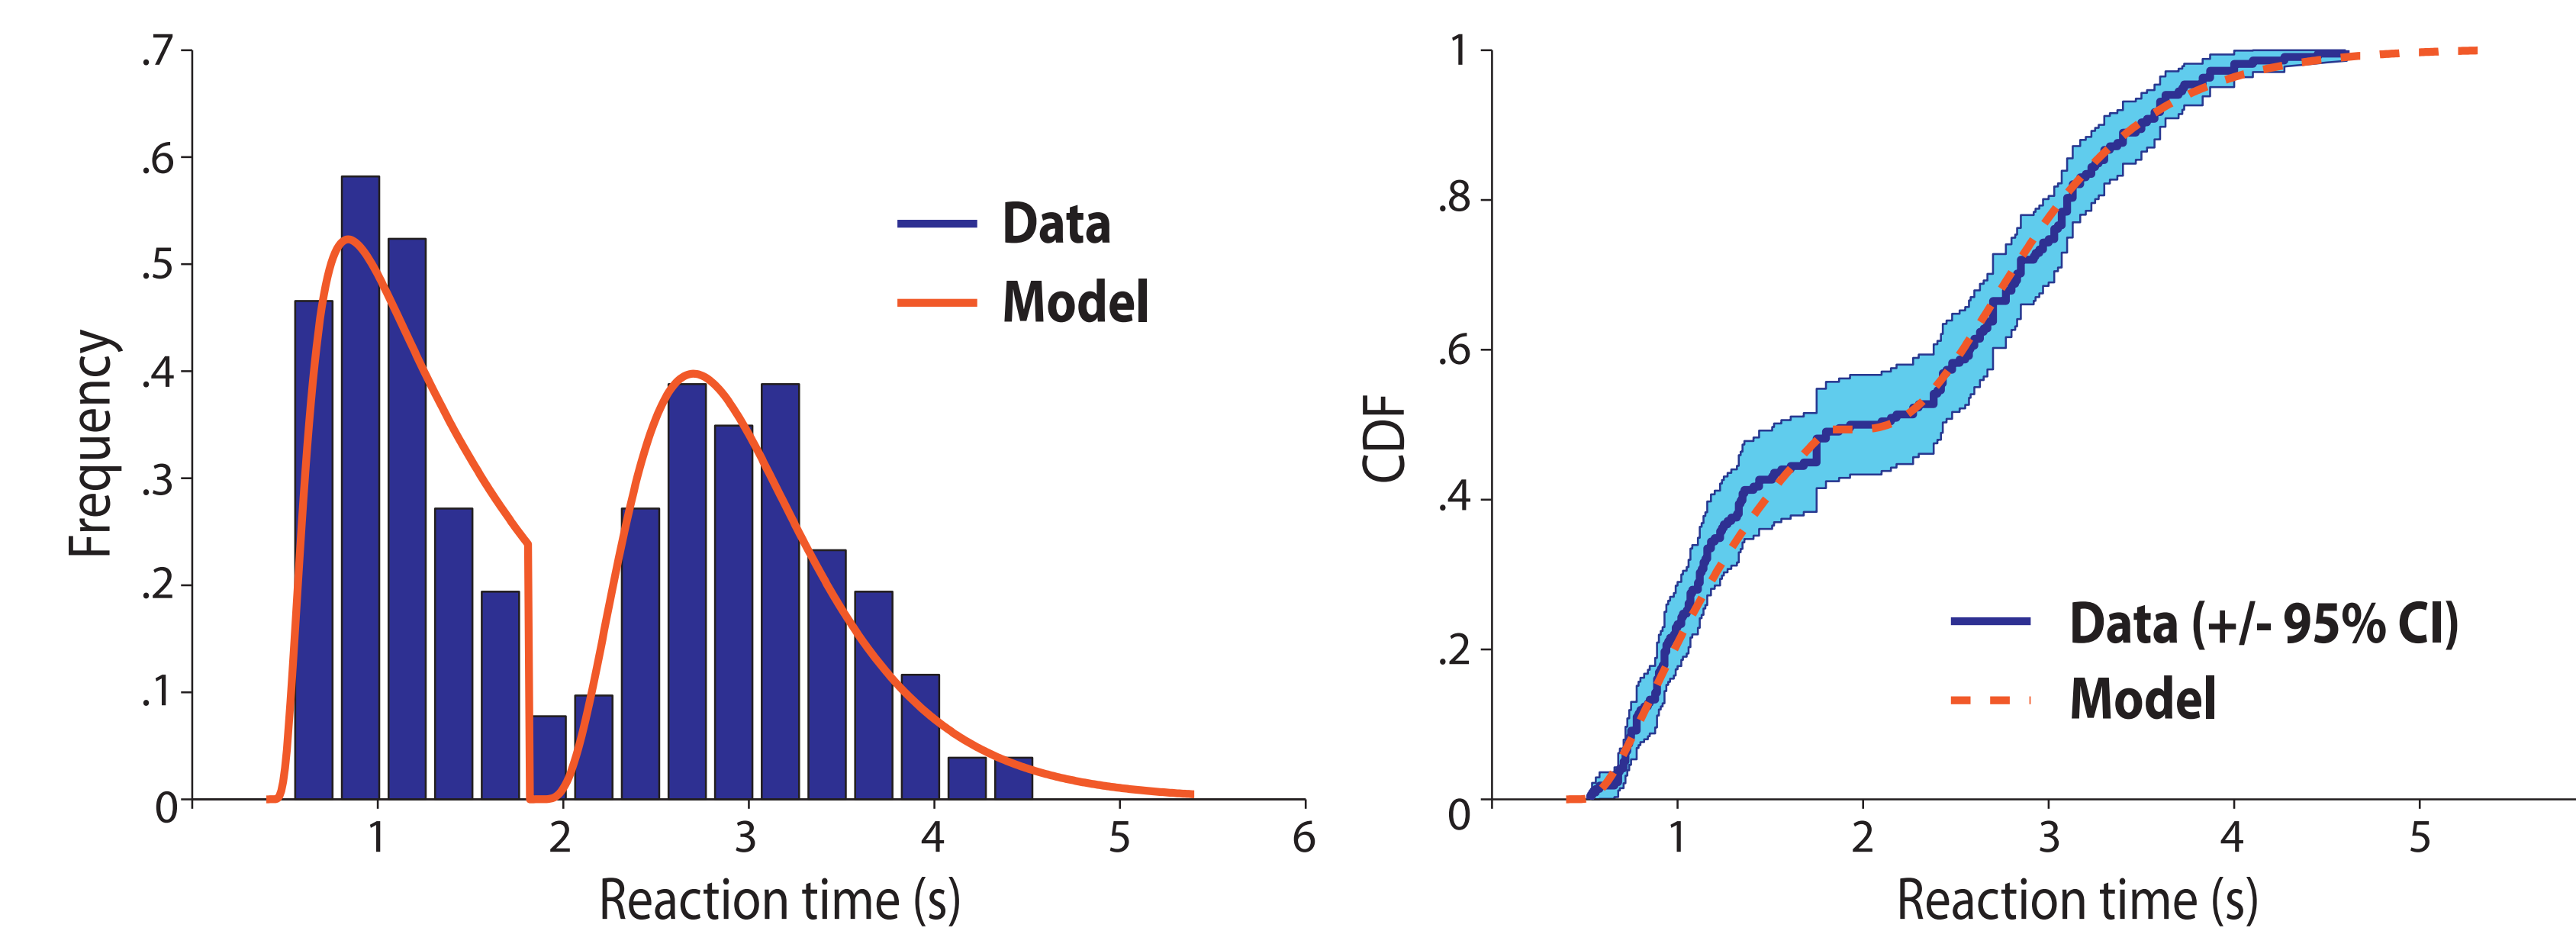 .7
.6
.5
.4
.3
.2
.1
0
Frequency
1 2 3 4 5 6
Reaction time (s)
Data
Model
1
.8
.6
.4
.2
0
CDF
1 2 3 4 5
Reaction time (s)
Data (+/- 95% CI)
Model